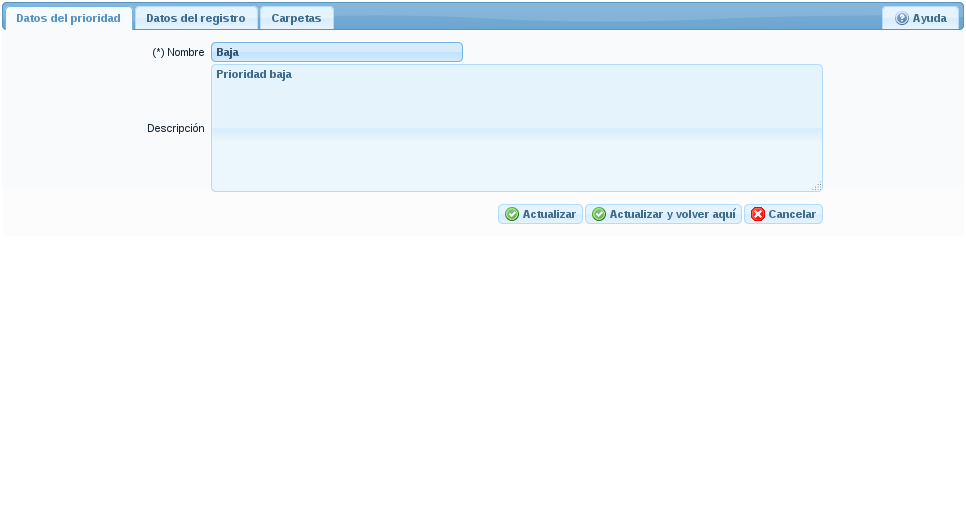 Datos del prioridad Datos del registro Carpetas Ayuda
(*) Nombre Baja
Prioridad baja
Descripción
Actualizar Actualizar y volver aquí Cancelar